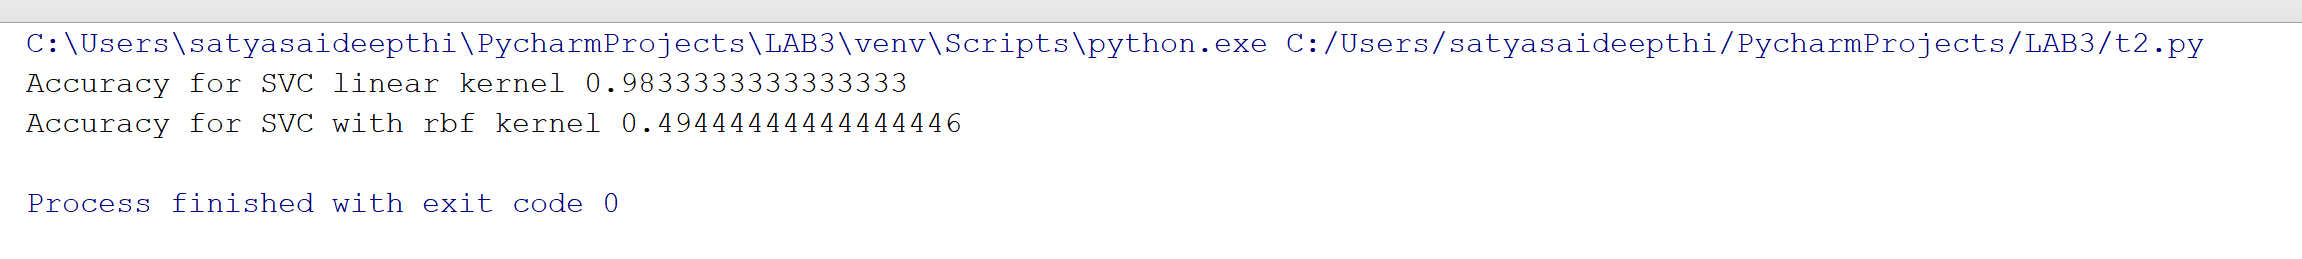 C:\Users\satyasaideepthi\PycharmProjects\LAB3\venv\Scripts\python.exe C:/Users/satyasaideepthi/PycharmProjects/LAB3/t2.py
Accuracy for SVC linear kernel 0.9833333333333333
Accuracy for SVC with rbf kernel 0.49444444444444446
Process finished with exit code 0